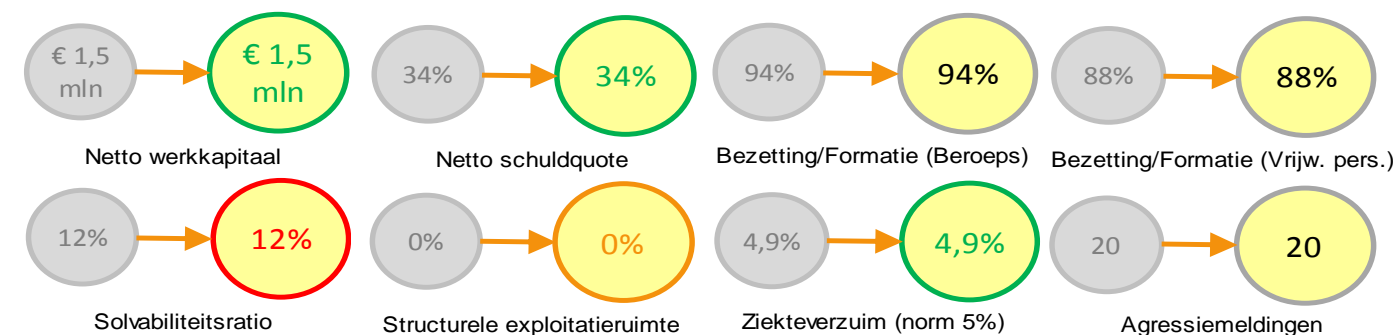 € 1,5
mln
€ 1,5
mln
Netto werkkapitaal
34%
34%
Netto schuldquote
94%
94%
Bezetting/Formatie (Beroeps)
88%
88%
Bezetting/Formatie (Vrijw. pers.)
12%
12%
Solvabiliteitsratio
0%
0%
Structurele exploitatieruimte
4,9%
4,9%
Ziekteverzuim (norm 5%)
20
20
Agressiemeldingen